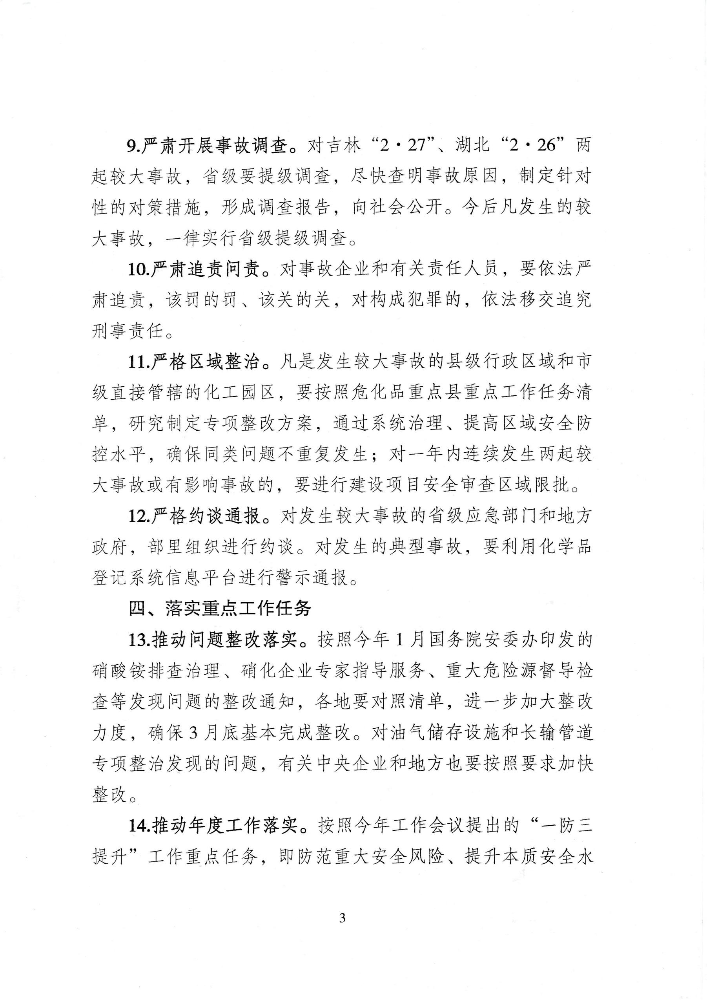 9.严肃开展事故调查。对吉林“2·27”、湖北“2·26”两
起较大事故，省级要提级调查，尽快查明事故原因，制定针对
性的对策措施，形成调查报告，向社会公开。今后凡发生的较
大事故，一律实行省级提级调查。
10.严肃追责问责。对事故企业和有关责任人员，要依法严
肃追责，该罚的罚、该关的关，对构成犯罪的，依法移交追究
刑事责任。
11.严格区域整治。凡是发生较大事故的县级行政区域和市
级直接管辖的化工园区，要按照危化品重点县重点工作任务清
单，研究制定专项整改方案，通过系统治理、提高区域安全防
控水平，确保同类问题不重复发生；对一年内连续发生两起较
大事故或有影响事故的，要进行建设项目安全审查区域限批。
12.严格约谈通报。对发生较大事故的省级应急部门和地方
政府，部里组织进行约谈。对发生的典型事故，要利用化学品
登记系统信息平台进行警示通报。
四、落实重点工作任务
13.推动问题整改落实。按照今年1月国务院安委办印发的
硝酸铵排查治理、硝化企业专家指导服务、重大危险源督导检
查等发现问题的整改通知，各地要对照清单，进一步加大整改
力度，确保3月底基本完成整改。对油气储存设施和长输管道
专项整治发现的问题，有关中央企业和地方也要按照要求加快
整改。
14.推动年度工作落实。按照今年工作会议提出的“一防三
提升”工作重点任务，即防范重大安全风险、提升本质安全水
3